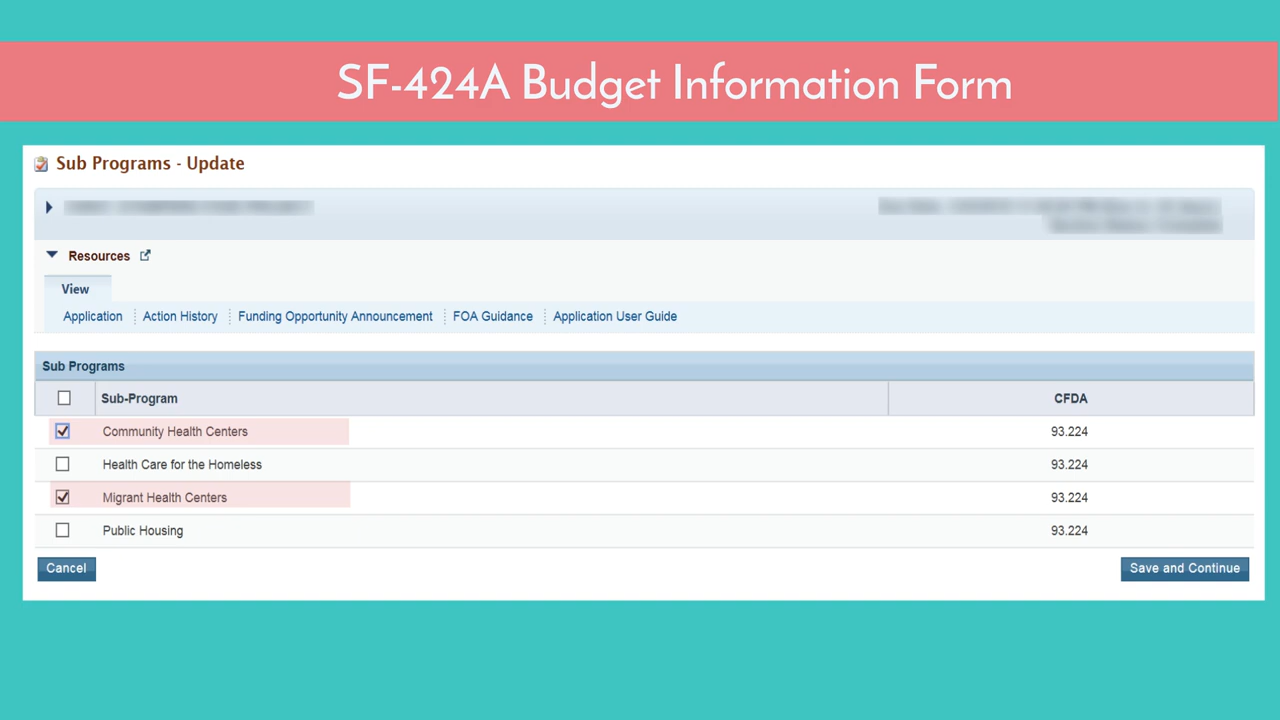 SF-424A Budget Information Form
Sub Programs - Update
Resources
View
Application Action History Funding Opportunity Announcement FOA Guidance Application User Guide
Sub Programs
Sub-Program CFDA
Community Health Centers 93.224
Health Care for the Homeless 93.224
Migrant Health Centers 93.224
Public Housing 93.224
Cancel Save and Continue